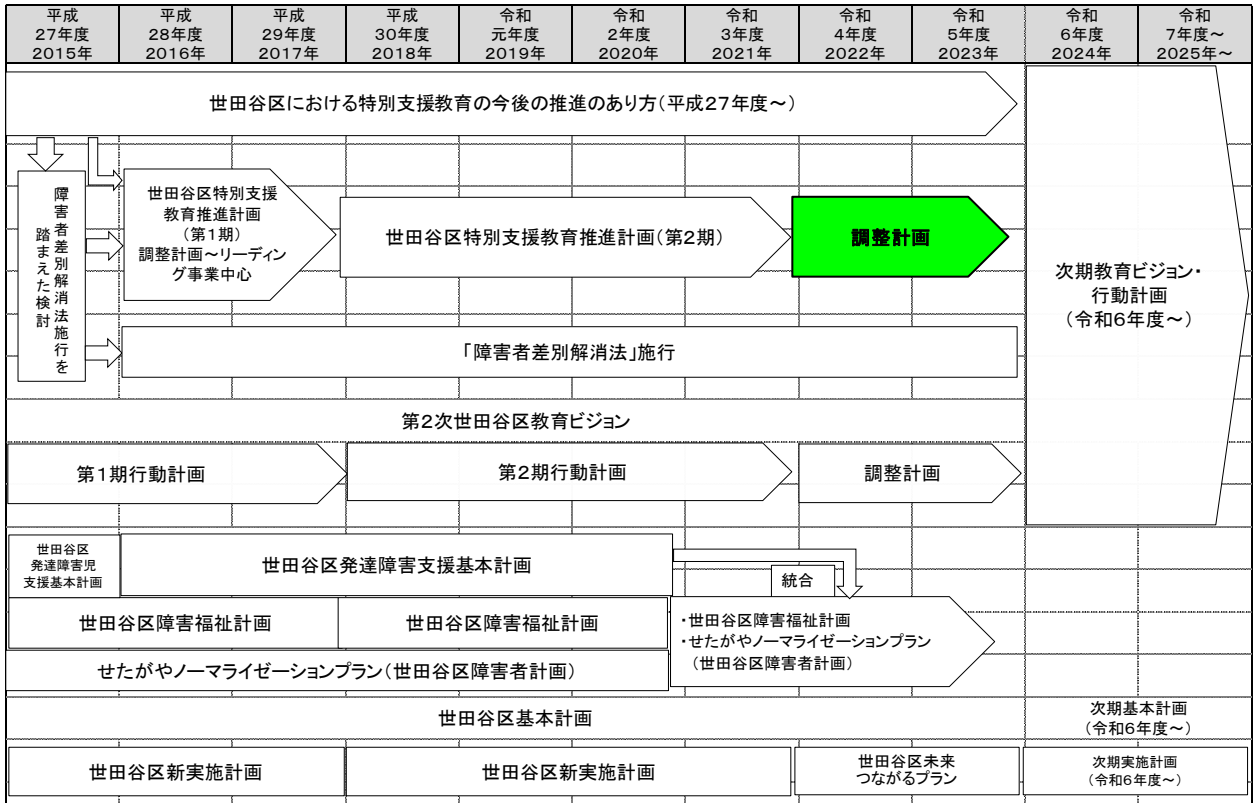 平成
27年度
2015年
平成
28年度
2016年
平成
29年度
2017年
平成
30年度
2018年
令和
元年度
2019年
令和
2年度
2020年
令和
3年度
2021年
令和
4年度
2022年
令和
5年度
2023年
令和
6年度
2024年
令和
7年度~
2025年~
世田谷区における特別支援教育の今後の推進のあり方(平成27年度~)
『障害者差別解消法施行を
踏まえた検討
世田谷区特別支援
教育推進計画
(第1期)
調整計画~リーディン
グ事業中心
世田谷区特別支援教育推進計画(第2期)
調整計画
次期教育ビジョン・
行動計画
(令和6年度~)
「障害者差別解消法」施行
第2次世田谷区教育ビジョン
第1期行動計画
第2期行動計画
調整計画
世田谷区
発達障害児
支援基本計画
世田谷区発達障害支援基本計画
統合
世田谷区障害福祉計画
世田谷区障害福祉計画
・世田谷区障害福祉計画
・せたがやノーマライゼーションプラン
(世田谷区障害者計画)
せたがやノーマライゼーションプラン(世田谷区障害者計画)
世田谷区基本計画
次期基本計画
(令和6年度~)
世田谷区新実施計画
世田谷区新実施計画
世田谷区未来
つながるプラン
次期実施計画
(令和6年度~)